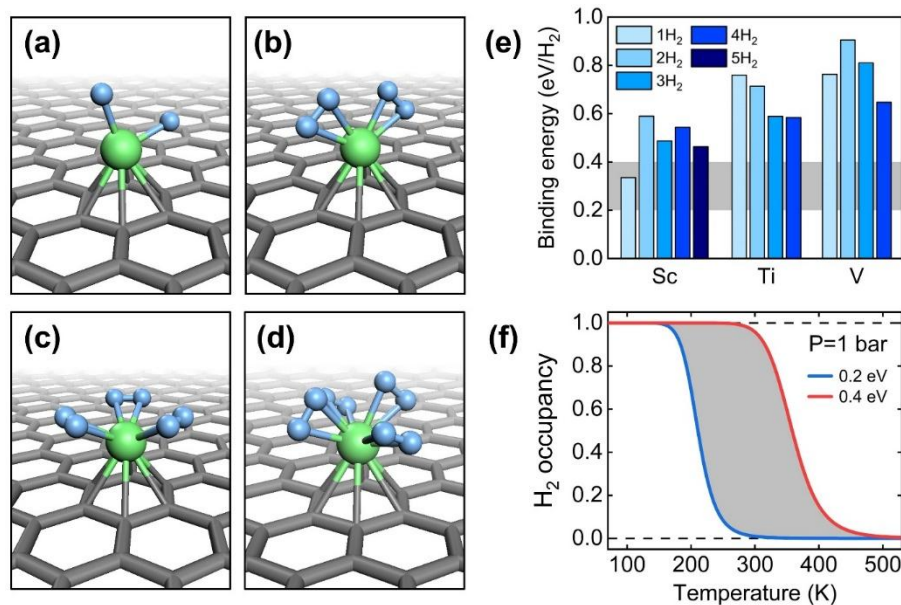 (a)
(b)
(c)
(d)
(e)
Binding energy (eV/H₂)
1.0
0.8
0.6
0.4
0.2
0.0
1H₂
4H₂
2H₂
5H₂
3H₂
Sc
Ti
V
(f)
H₂ occupancy
1.0
0.8
0.6
0.4
0.2
0.0
P=1 bar
0.2 eV
0.4 eV
100
200
300
400
500
Temperature (K)